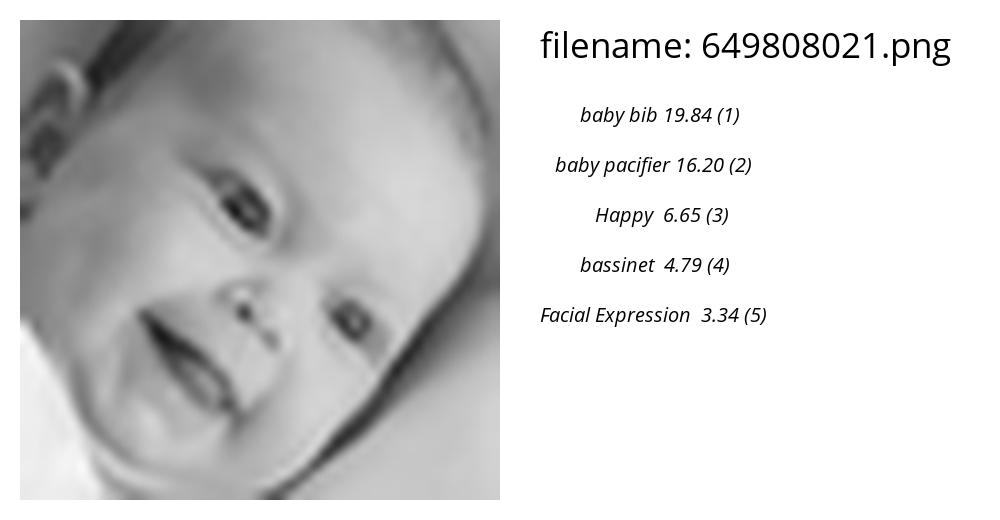 filename: 649808021.png
baby bib 19.84 (1)
baby pacifier 16.20 (2)
Happy 6.65 (3)
bassinet 4.79 (4)
Facial Expression 3.34 (5)